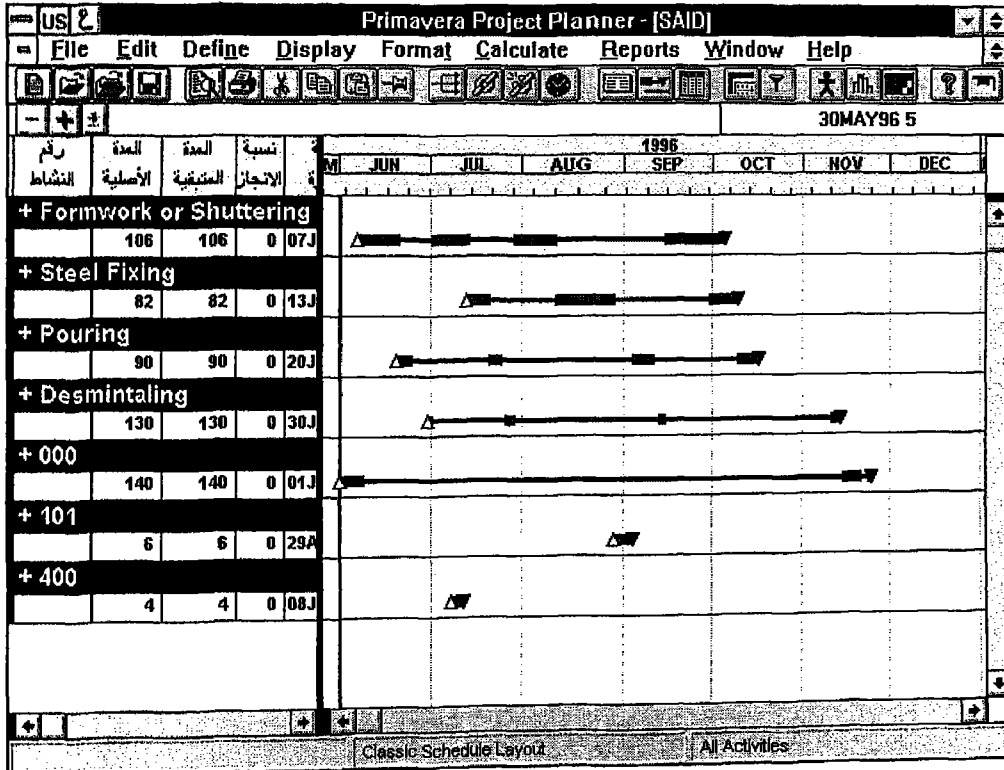 US ع Primavera Project Planner - [SAID]
File Edit Define Display Format Calculate Reports Window Help
30MAY96 5
رقم النشاط
المدة الأصلية
المدة المتبقية
نسبة الانجاز
1996
M JUN JUL AUG SEP OCT NOV DEC
+ Formwork or Shuttering
106 106 0 07J
+ Steel Fixing
82 82 0 13J
+ Pouring
90 90 0 20J
+ Desmintaling
130 130 0 30J
+ 000
140 140 0 01J
+ 101
6 6 0 29A
+ 400
4 4 0 08J
Classic Schedule Layout All Activities